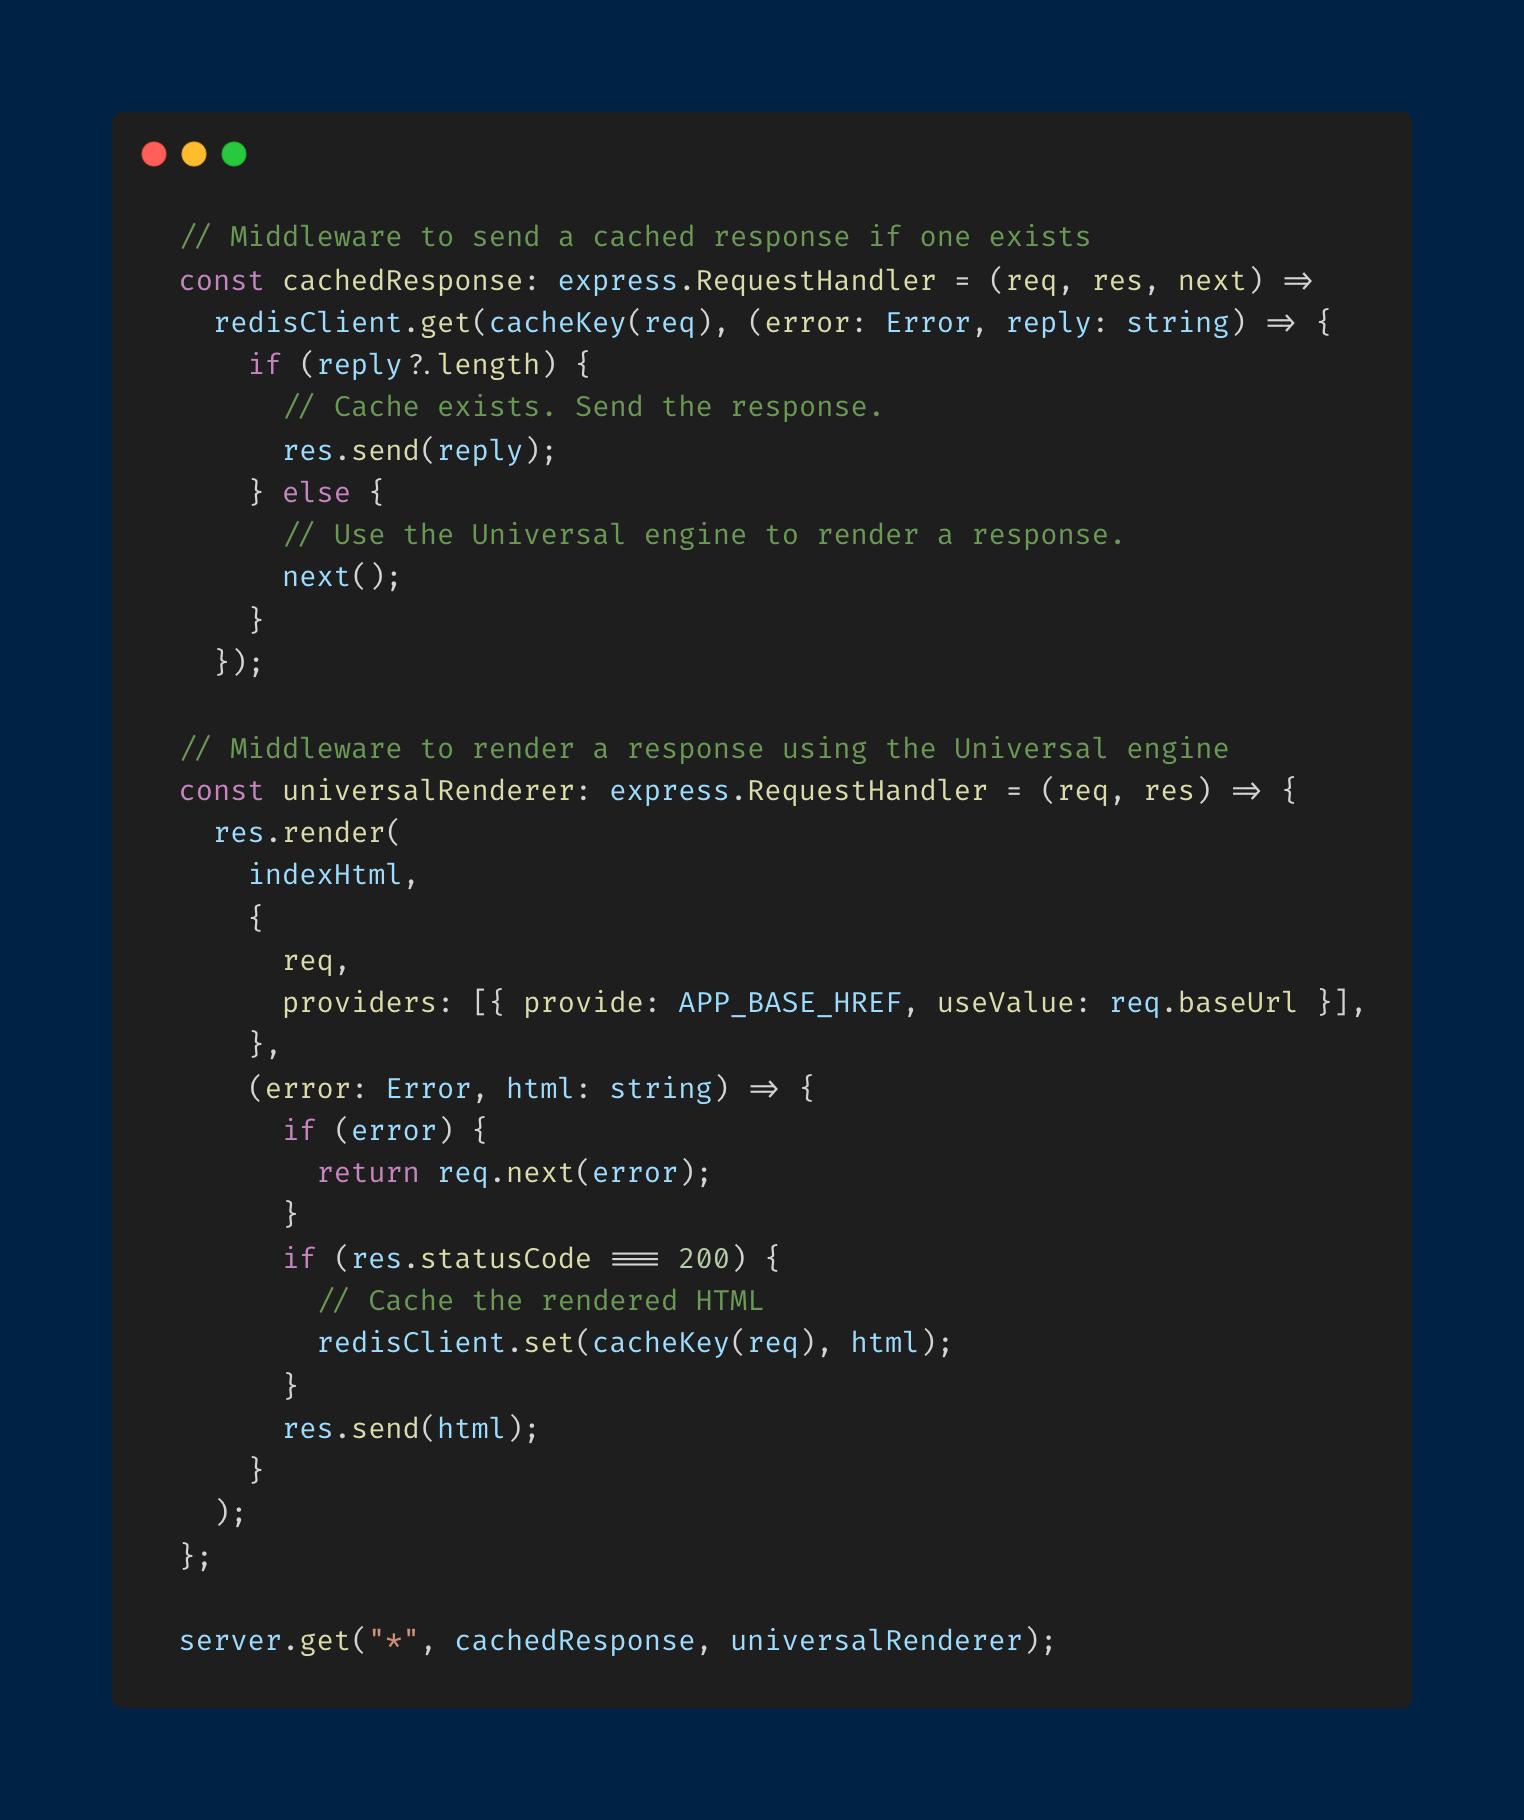 // Middleware to send a cached response if one exists
const cachedResponse: express.RequestHandler = (req, res, next) =>
  redisClient.get(cacheKey(req), (error: Error, reply: string) => {
    if (reply?.length) {
      // Cache exists. Send the response.
      res.send(reply);
    } else {
      // Use the Universal engine to render a response.
      next();
    }
  });

// Middleware to render a response using the Universal engine
const universalRenderer: express.RequestHandler = (req, res) => {
  res.render(
    indexHtml,
    {
      req,
      providers: [{ provide: APP_BASE_HREF, useValue: req.baseUrl }],
    },
    (error: Error, html: string) => {
      if (error) {
        return req.next(error);
      }
      if (res.statusCode === 200) {
        // Cache the rendered HTML
        redisClient.set(cacheKey(req), html);
      }
      res.send(html);
    }
  );
};

server.get("*", cachedResponse, universalRenderer);